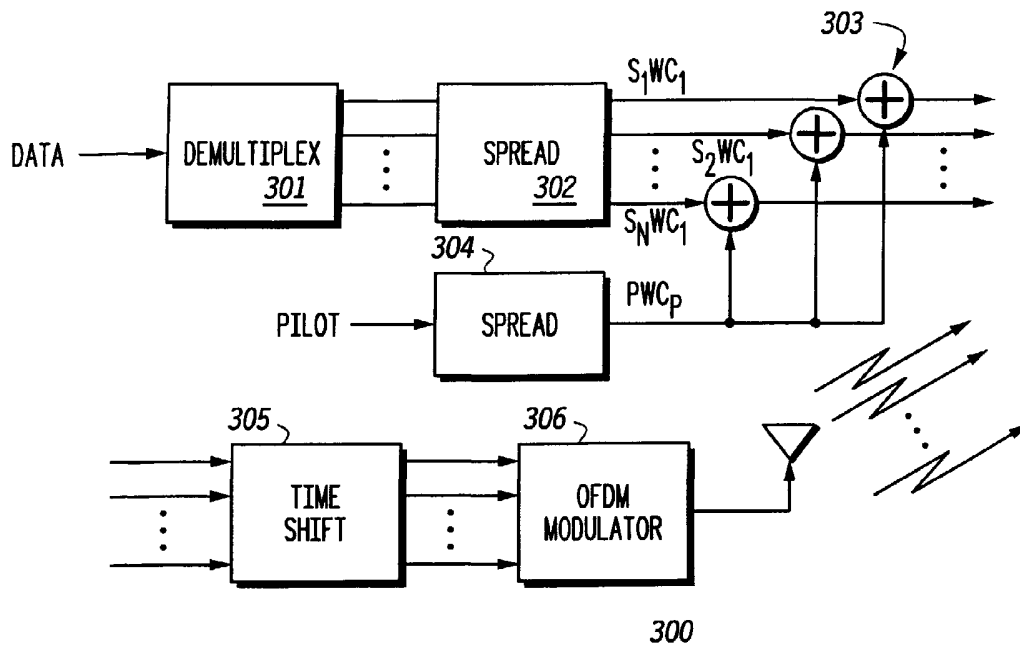 303
S₁WC₁
DATA
DEMULTIPLEX
301
SPREAD
302
S₂WC₁
SₙWC₁
304
PILOT
SPREAD
PWCₚ
305
306
TIME
SHIFT
OFDM
MODULATOR
300